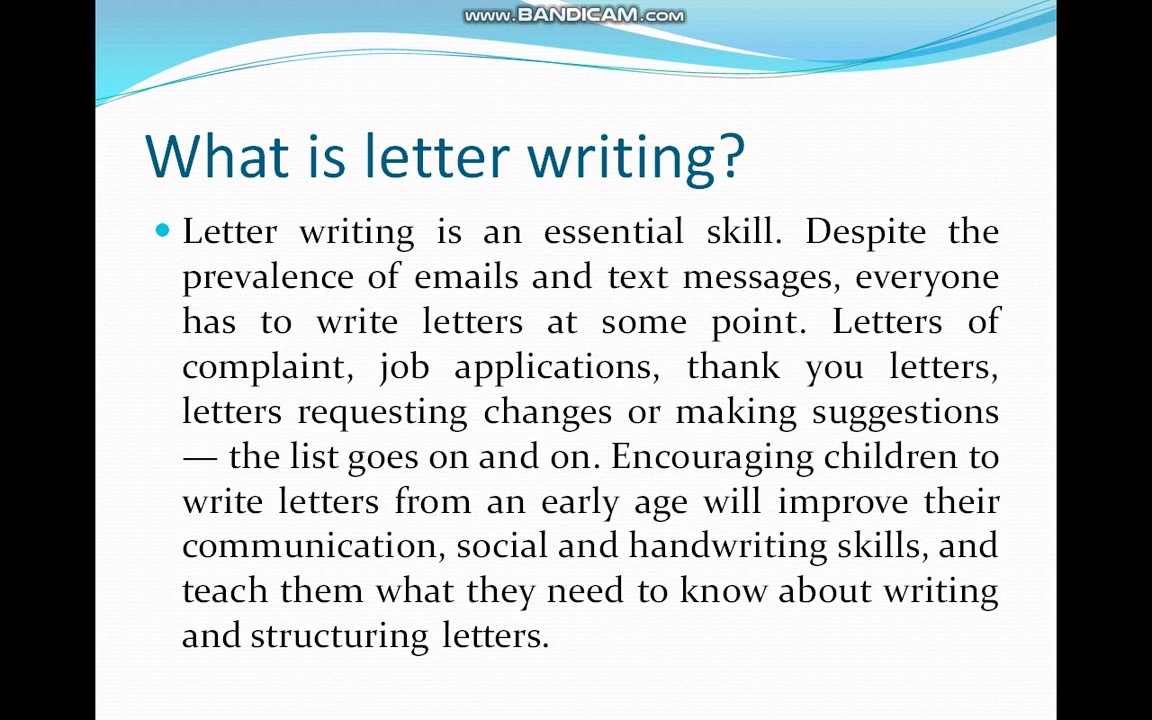 www.BANDICAM.com
What is letter writing?
• Letter writing is an essential skill. Despite the
prevalence of emails and text messages, everyone
has to write letters at some point. Letters of
complaint, job applications, thank you letters,
letters requesting changes or making suggestions
— the list goes on and on. Encouraging children to
write letters from an early age will improve their
communication, social and handwriting skills, and
teach them what they need to know about writing
and structuring letters.